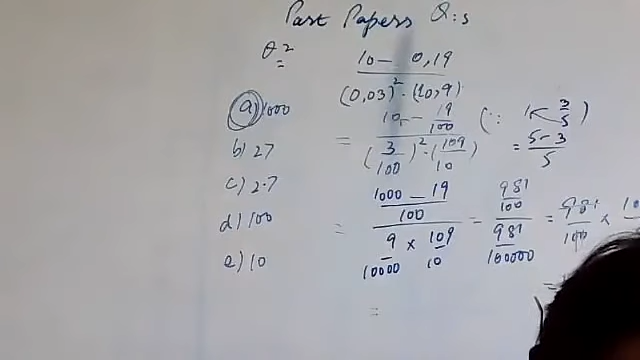 Past Papers Q:s
Q2 =
10 - 0,19
(0,03)² · (10,9)
a) 1000
b) 27
c) 2.7
d) 100
e) 10
= 10 - 19/100
(3/100)² · (109/10)
(∵ 1 - 3/5)
= 5-3/5
= 1000 - 19/100
9/10000 × 109/10
= 981/100
981/100000
= 981/100 ×
=